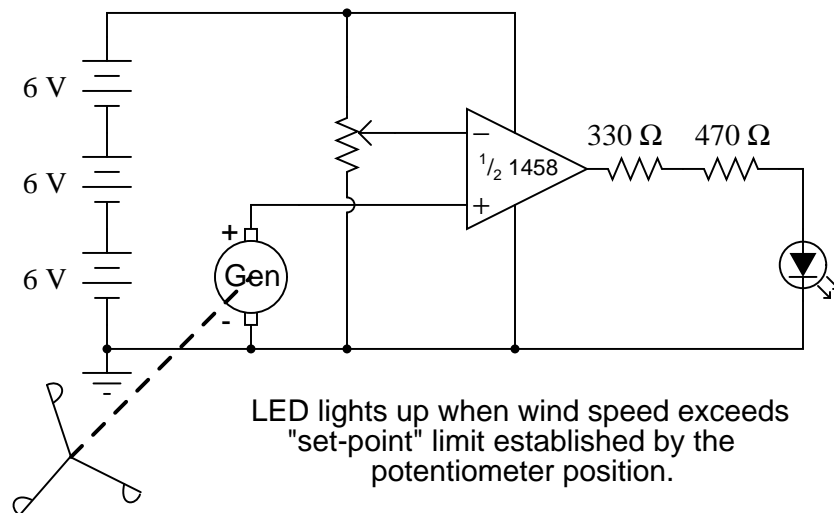 6 V
330 Ω 470 Ω
−
½ 1458
+
6 V
+
Gen
-
6 V
LED lights up when wind speed exceeds
"set-point" limit established by the
potentiometer position.